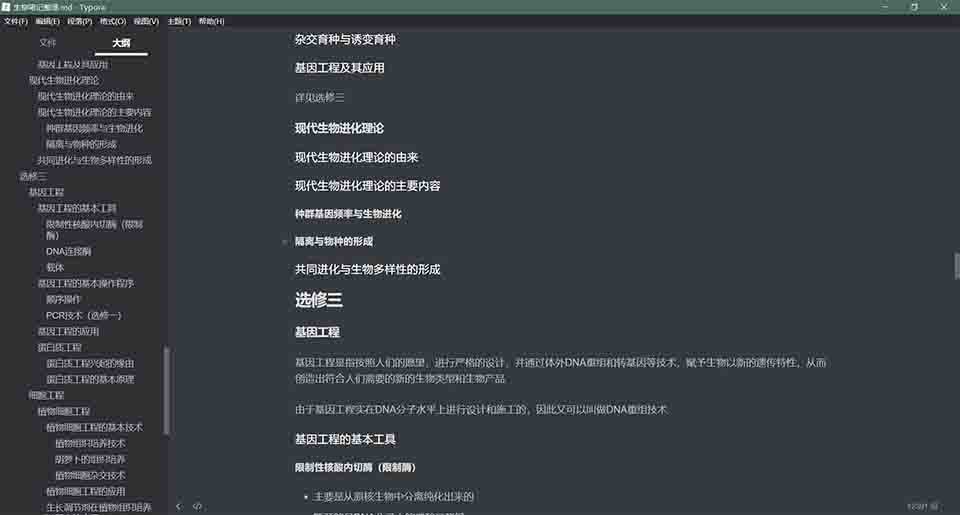 生物笔记整理.md - Typora
文件(F) 编辑(E) 段落(P) 格式(O) 视图(V) 主题(T) 帮助(H)
文件 大纲
基因工程及其应用
现代生物进化理论
现代生物进化理论的由来
现代生物进化理论的主要内容
种群基因频率与生物进化
隔离与物种的形成
共同进化与生物多样性的形成
选修三
基因工程
基因工程的基本工具
限制性核酸内切酶（限制
酶）
DNA连接酶
载体
基因工程的基本操作程序
顺序操作
PCR技术（选修一）
基因工程的应用
蛋白质工程
蛋白质工程兴起的缘由
蛋白质工程的基本原理
细胞工程
植物细胞工程
植物细胞工程的基本技术
植物组织培养技术
胡萝卜的组织培养
植物细胞杂交技术
植物细胞工程的应用
生长调节剂在植物组织培养
杂交育种与诱变育种
基因工程及其应用
详见选修三
现代生物进化理论
现代生物进化理论的由来
现代生物进化理论的主要内容
种群基因频率与生物进化
隔离与物种的形成
共同进化与生物多样性的形成
选修三
基因工程
基因工程是指按照人们的愿望，进行严格的设计，并通过体外DNA重组和转基因等技术，赋予生物以新的遗传特性，从而
创造出符合人们需要的新的生物类型和生物产品
由于基因工程实在DNA分子水平上进行设计和施工的，因此又可以叫做DNA重组技术
基因工程的基本工具
限制性核酸内切酶（限制酶）
主要是从原核生物中分离纯化出来的